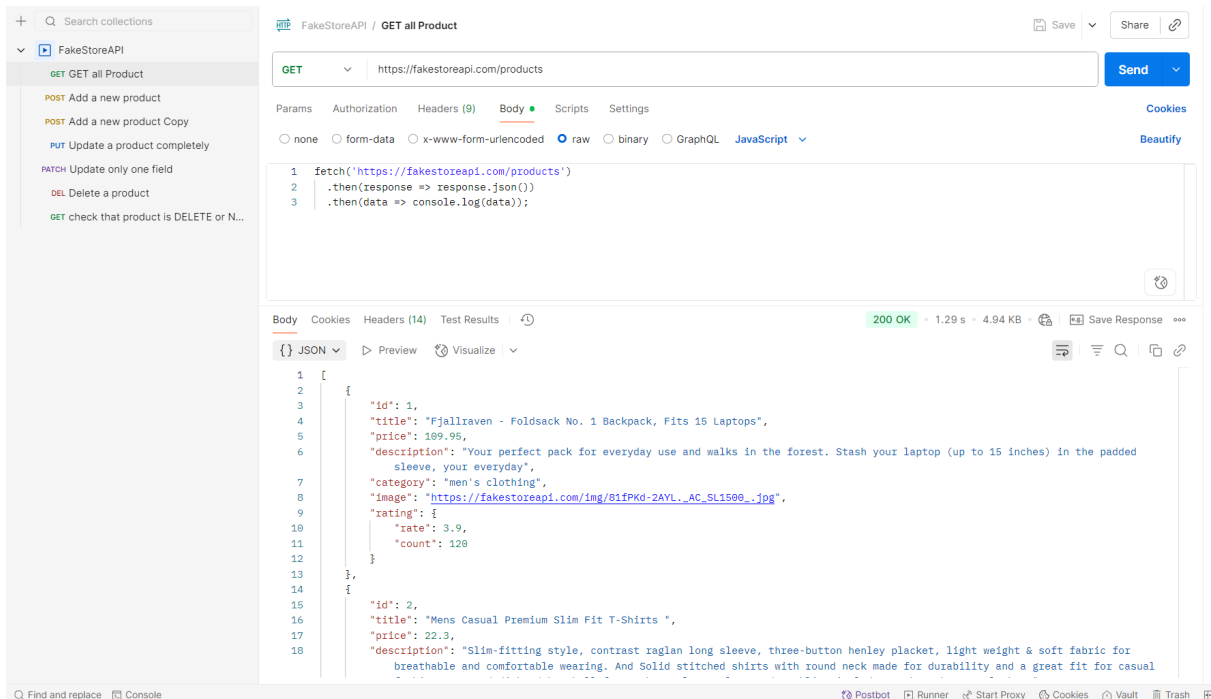 Search collections
FakeStoreAPI / GET all Product
Save
Share
FakeStoreAPI
GET GET all Product
POST Add a new product
POST Add a new product Copy
PUT Update a product completely
PATCH Update only one field
DEL Delete a product
GET check that product is DELETE or N...
GET https://fakestoreapi.com/products
Send
Params Authorization Headers (9) Body Scripts Settings
Cookies
none form-data x-www-form-urlencoded raw binary GraphQL JavaScript
Beautify
1 fetch('https://fakestoreapi.com/products')
2 .then(response => response.json())
3 .then(data => console.log(data));
Body Cookies Headers (14) Test Results
200 OK 1.29 s 4.94 KB
Save Response
{} JSON Preview Visualize
1 [
2 {
3 "id": 1,
4 "title": "Fjallraven - Foldsack No. 1 Backpack, Fits 15 Laptops",
5 "price": 109.95,
6 "description": "Your perfect pack for everyday use and walks in the forest. Stash your laptop (up to 15 inches) in the padded
sleeve, your everyday",
7 "category": "men's clothing",
8 "image": "https://fakestoreapi.com/img/81fPKd-2AYL._AC_SL1500_.jpg",
9 "rating": {
10 "rate": 3.9,
11 "count": 120
12 }
13 },
14 {
15 "id": 2,
16 "title": "Mens Casual Premium Slim Fit T-Shirts ",
17 "price": 22.3,
18 "description": "Slim-fitting style, contrast raglan long sleeve, three-button henley placket, light weight & soft fabric for
breathable and comfortable wearing. And Solid stitched shirts with round neck made for durability and a great fit for casual
Find and replace Console
Postbot Runner Start Proxy Cookies Vault Trash